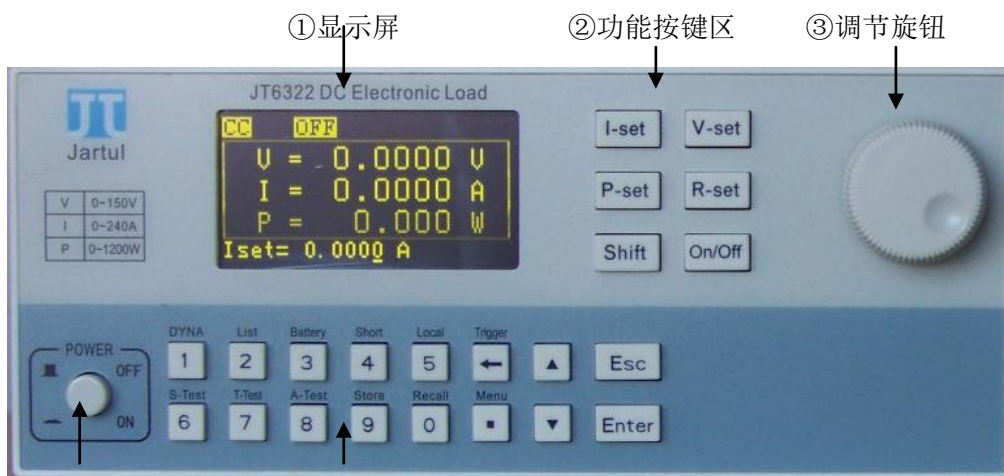 ①显示屏 ②功能按键区 ③调节旋钮
JT6322 DC Electronic Load
Jartul
CC OFF
V = 0.0000 V
I = 0.0000 A
P = 0.000 W
Iset= 0.0000 A
V 0-150V
I 0-240A
P 0-1200W
I-set V-set
P-set R-set
Shift On/Off
POWER
OFF
ON
DYNA List Battery Short Local Trigger
1 2 3 4 5 ← ▲ Esc
S-Test T-Test A-Test Store Recall Menu
6 7 8 9 0 ▪ ▼ Enter